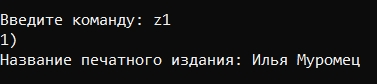 Введите команду: z1
1)
Название печатного издания: Илья Муромец